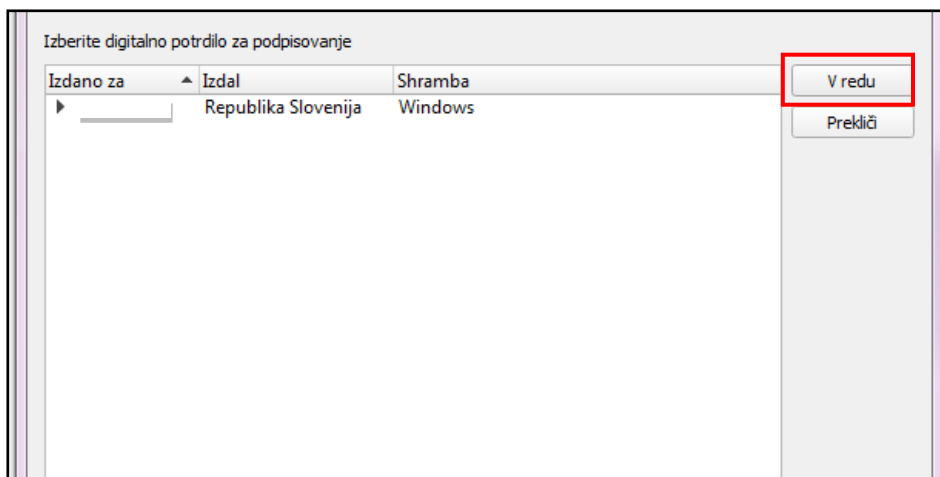 Izberite digitalno potrdilo za podpisovanje
Izdano za Izdal Shramba
Republika Slovenija Windows
V redu
Prekliči